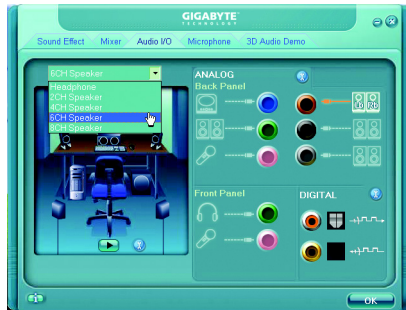 GIGABYTE
TECHNOLOGY
Sound Effect
Mixer
Audio I/O
Microphone
3D Audio Demo
6CH Speaker
Headphone
2CH Speaker
4CH Speaker
6CH Speaker
8CH Speaker
ANALOG
Back Panel
Front Panel
DIGITAL
OK